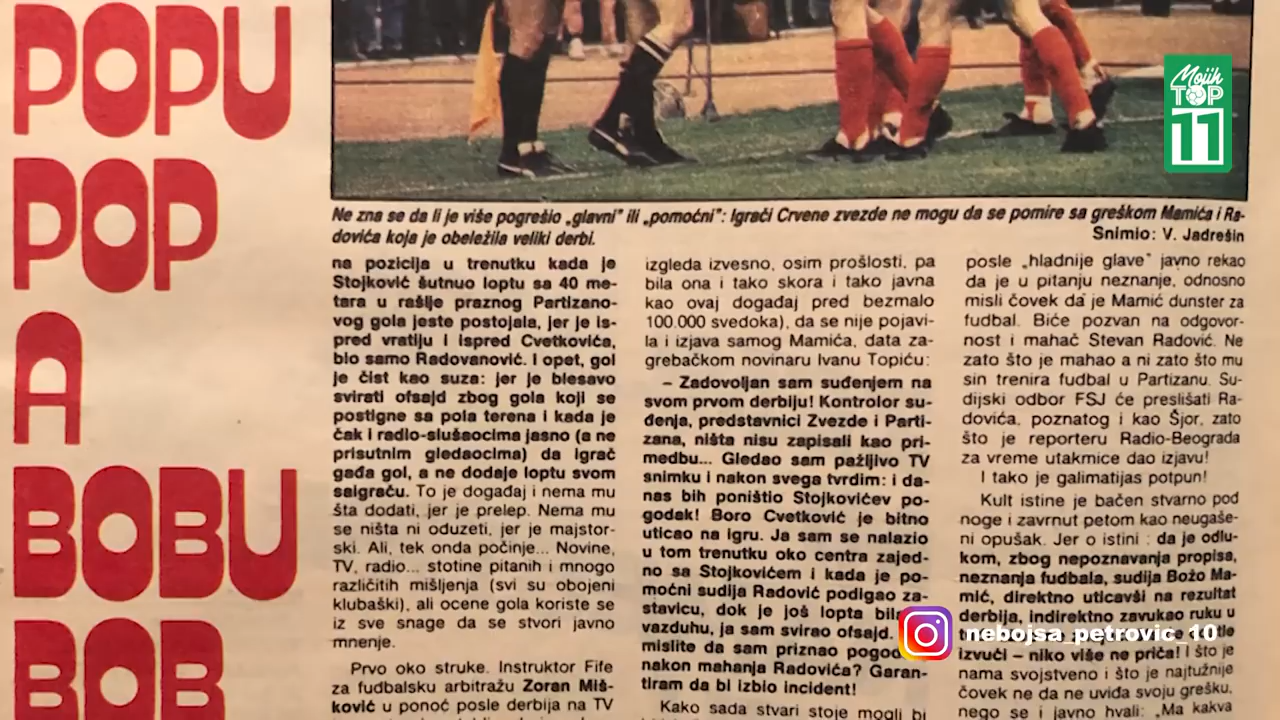 POPU
POP
A
BOBU
BOB
Mojih
TOP
11
Ne zna se da li je više pogrešio „glavni” ili „pomoćni”: Igrači Crvene zvezde ne mogu da se pomire sa greškom Mamića i Ra-
dovića koja je obeležila veliki derbi.
Snimio: V. Jadrešin
na pozicija u trenutku kada je
Stojković šutnuo loptu sa 40 me-
tara u rašlje praznog Partizano-
vog gola jeste postojala, jer je is-
pred vratiju i ispred Cvetkovića,
bio samo Radovanović. I opet, gol
je čist kao suza: jer je blesavo
svirati ofsajd zbog gola koji se
postigne sa pola terena i kada je
čak i radio-slušaocima jasno (a ne
prisutnim gledaocima) da igrač
gađa gol, a ne dodaje loptu svom
saigraču. To je događaj i nema mu
šta dodati, jer je prelep. Nema mu
se ništa ni oduzeti, jer je majstor-
ski. Ali, tek onda počinje... Novine,
TV, radio... stotine pitanih i mnogo
različitih mišljenja (svi su obojeni
klubaški), ali ocene gola koriste se
iz sve snage da se stvori javno
mnenje.
Prvo oko struke. Instruktor Fife
za fudbalsku arbitražu Zoran Miš-
ković u ponoć posle derbija na TV
izgleda izvesno, osim prošlosti, pa
bila ona i tako skora i tako javna
kao ovaj događaj pred bezmalo
100.000 svedoka), da se nije pojavi-
la i izjava samog Mamića, data za-
grebačkom novinaru Ivanu Topiću:
– Zadovoljan sam suđenjem na
svom prvom derbiju! Kontrolor su-
đenja, predstavnici Zvezde i Parti-
zana, ništa nisu zapisali kao pri-
medbu... Gledao sam pažljivo TV
snimku i nakon svega tvrdim: i da-
nas bih poništio Stojkovićev po-
godak! Boro Cvetković je bitno
uticao na igru. Ja sam se nalazio
u tom trenutku oko centra zajed-
no sa Stojkovićem i kada je po-
moćni sudija Radović podigao za-
stavicu, dok je još lopta bila
vazduhu, ja sam svirao ofsajd.
mislite da sam priznao pogod
nakon mahanja Radovića? Garan-
tiram da bi izbio incident!
Kako sada stvari stoje mogli bi
posle „hladnije glave” javno rekao
da je u pitanju neznanje, odnosno
misli čovek da je Mamić dunster za
fudbal. Biće pozvan na odgovor-
nost i mahač Stevan Radović. Ne
zato što je mahao a ni zato što mu
sin trenira fudbal u Partizanu. Su-
dijski odbor FSJ će preslišati Ra-
dovića, poznatog i kao Šjor, zato
što je reporteru Radio-Beograda
za vreme utakmice dao izjavu!
I tako je galimatijas potpun!
Kult istine je bačen stvarno pod
noge i zavrnut petom kao neugaše-
ni opušak. Jer o istini : da je odlu-
kom, zbog nepoznavanja propisa,
neznanja fudbala, sudija Božo Ma-
mić, direktno uticavši na rezultat
derbija, indirektno zavukao ruku u
izvući – niko više ne priča! I što je
nama svojstveno i što je najtužnije
čovek ne da ne uviđa svoju grešku,
nego se i javno hvali: „Ma kakva
nebojsa_petrovic_10